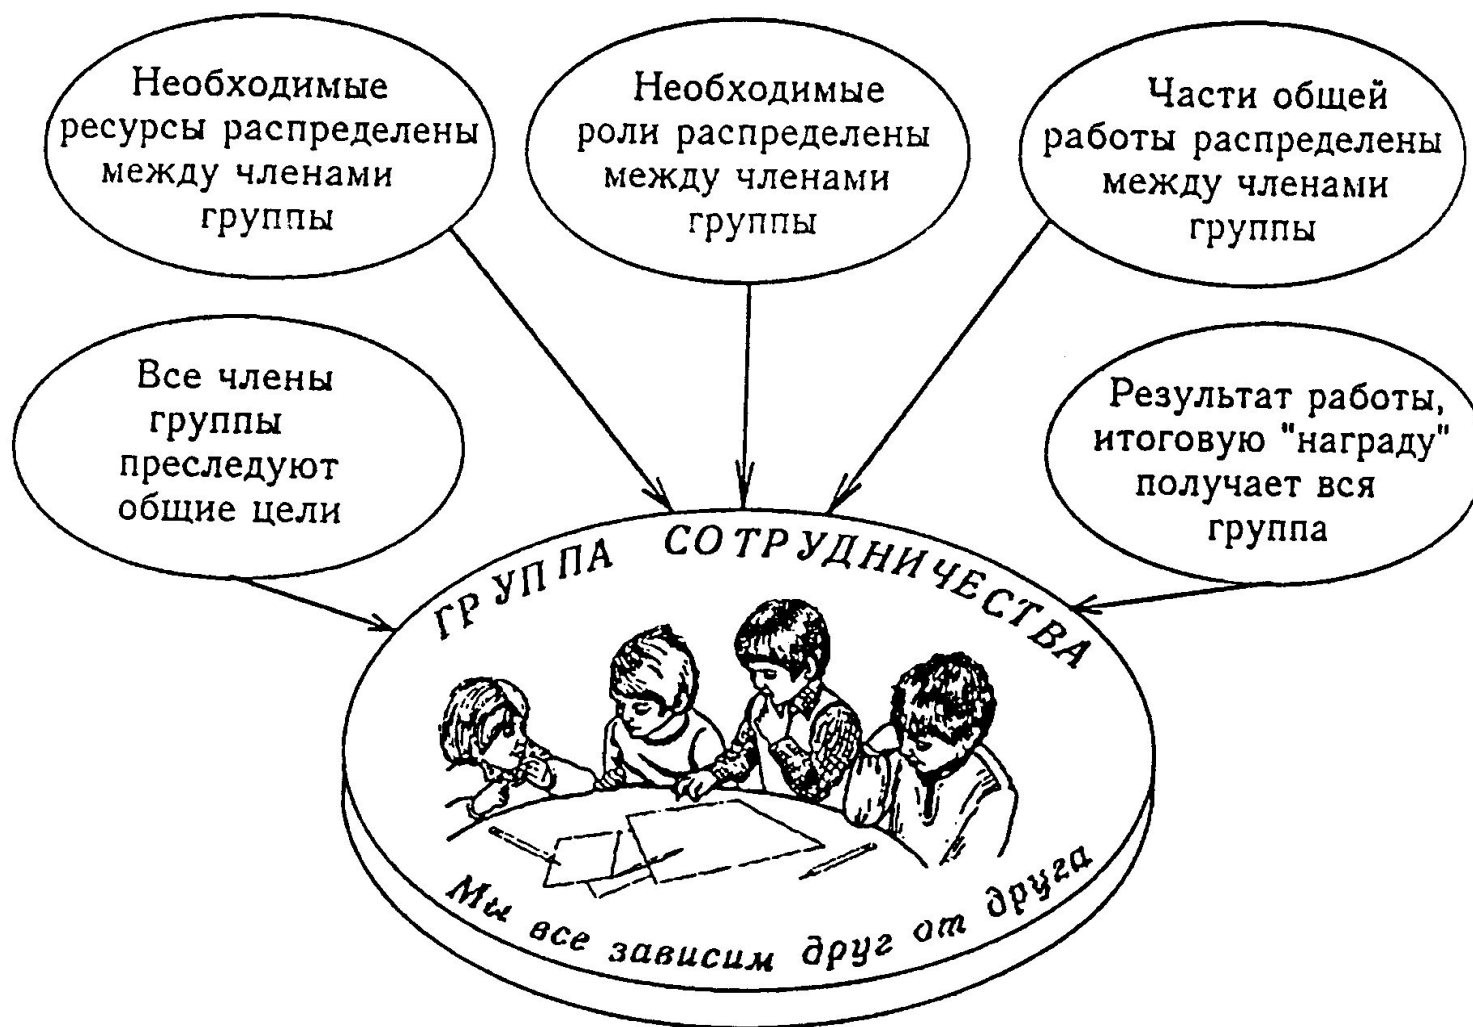 Необходимые
ресурсы распределены
между членами
группы
Необходимые
роли распределены
между членами
группы
Части общей
работы распределены
между членами
группы
Все члены
группы
преследуют
общие цели
Результат работы,
итоговую "награду"
получает вся
группа
ГРУППА СОТРУДНИЧЕСТВА
Мы все зависим друг от друга